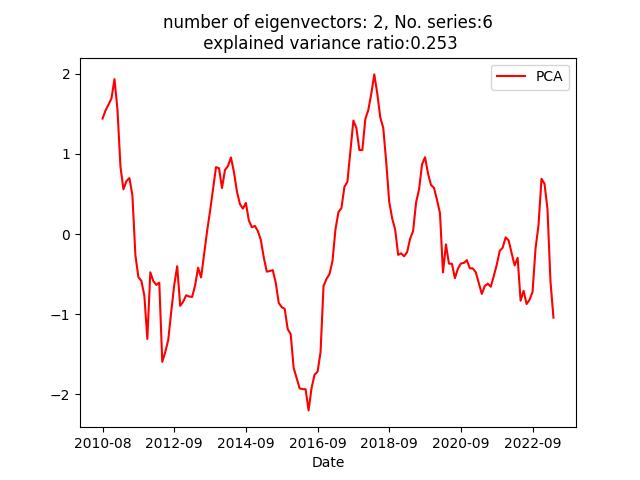 number of eigenvectors: 2, No. series:6
explained variance ratio:0.253
PCA
2
1
0
−1
−2
2010-08 2012-09 2014-09 2016-09 2018-09 2020-09 2022-09
Date